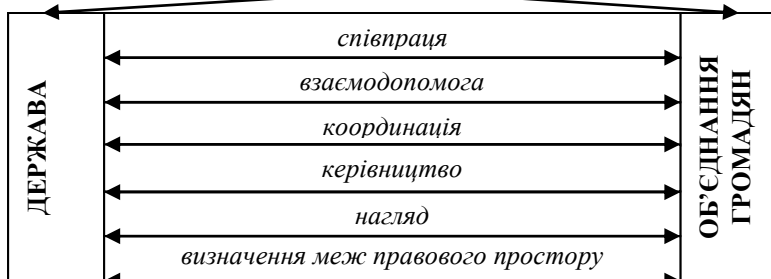 ДЕРЖАВА
співпраця
взаємодопомога
координація
керівництво
нагляд
визначення меж правового простору
ОБ’ЄДНАННЯ
ГРОМАДЯН